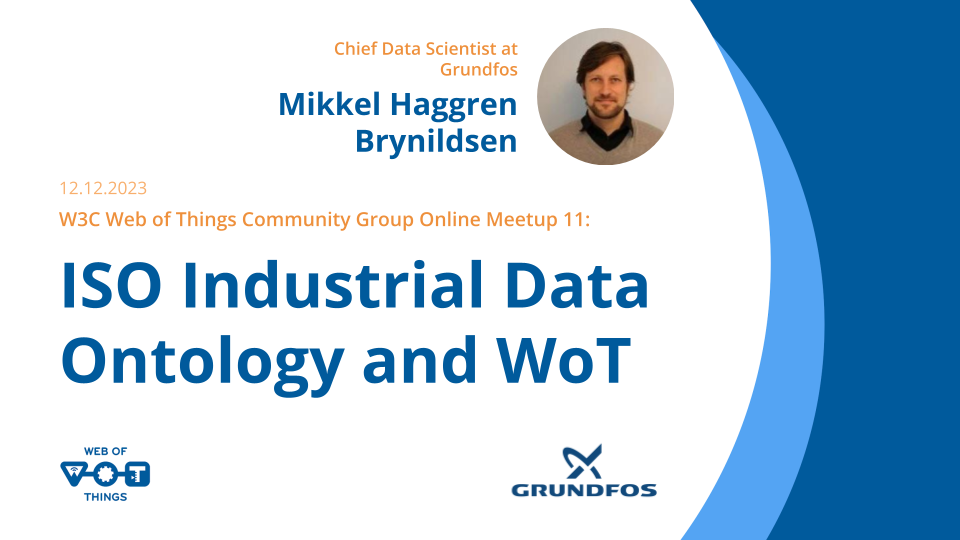 Chief Data Scientist at
Grundfos
Mikkel Haggren
Brynildsen
12.12.2023
W3C Web of Things Community Group Online Meetup 11:
ISO Industrial Data
Ontology and WoT
WEB OF
WOT
THINGS
GRUNDFOS